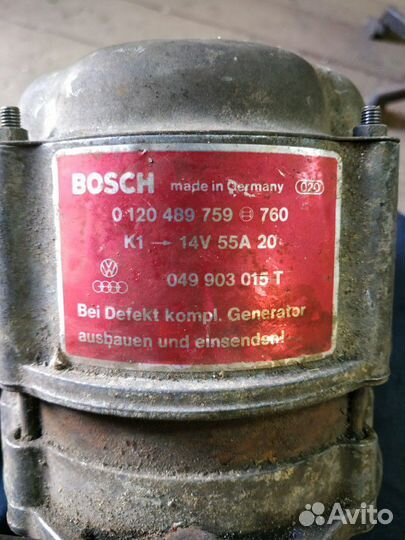 BOSCH made in Germany 020
0 120 489 759 760
K1 → 14V 55A 20
049 903 015 T
Bei Defekt kompl. Generator
ausbauen und einsenden!
Avito